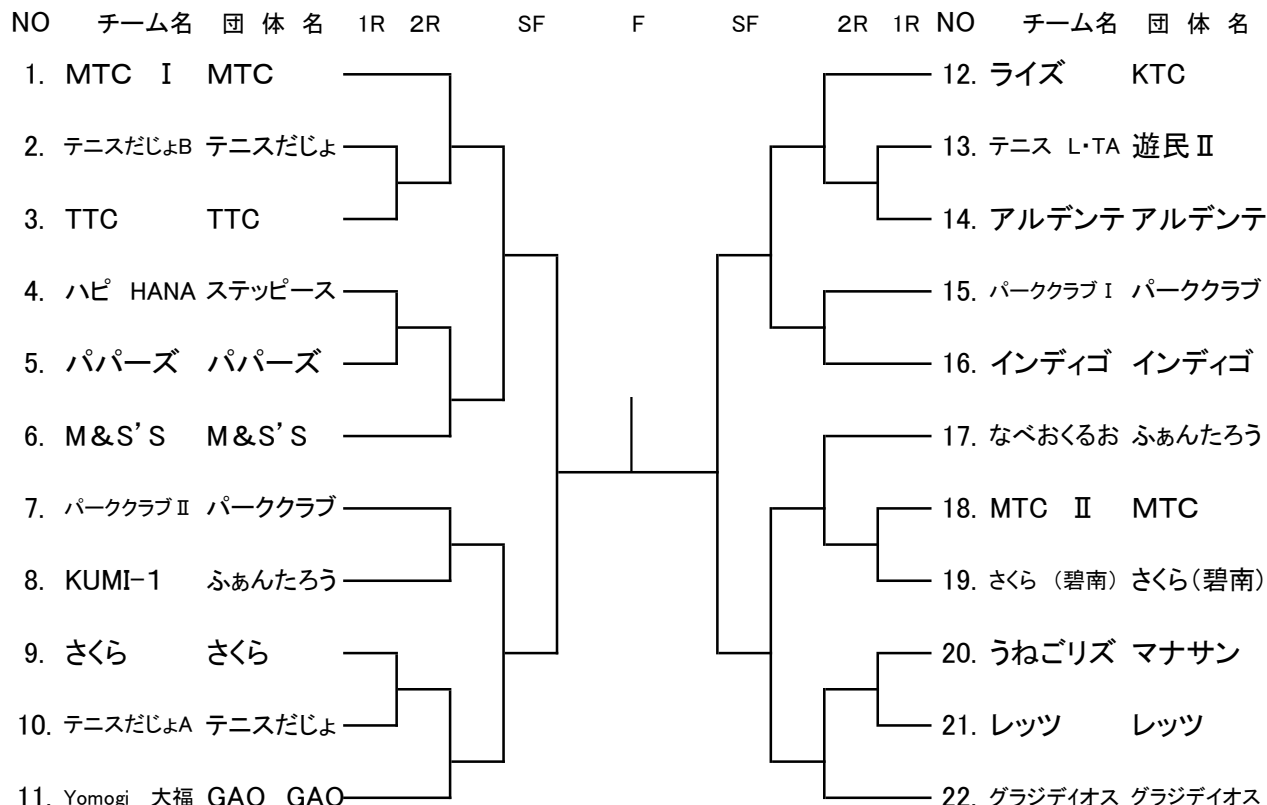 NO チーム名 団 体 名 1R 2R SF F SF 2R 1R NO チーム名 団 体 名
1. MTC Ⅰ MTC 12. ライズ KTC
2. テニスだじょB テニスだじょ 13. テニス L・TA 遊民Ⅱ
3. TTC TTC 14. アルデンテ アルデンテ
4. ハピ HANA ステッピース 15. パーククラブⅠ パーククラブ
5. パパーズ パパーズ 16. インディゴ インディゴ
6. M&S'S M&S'S 17. なべおくるお ふぁんたろう
7. パーククラブⅡ パーククラブ 18. MTC Ⅱ MTC
8. KUMI-1 ふぁんたろう 19. さくら (碧南) さくら(碧南)
9. さくら さくら 20. うねごリズ マナサン
10. テニスだじょA テニスだじょ 21. レッツ レッツ
11. Yomogi 大福 GAO GAO 22. グラジデイオス グラジデイオス